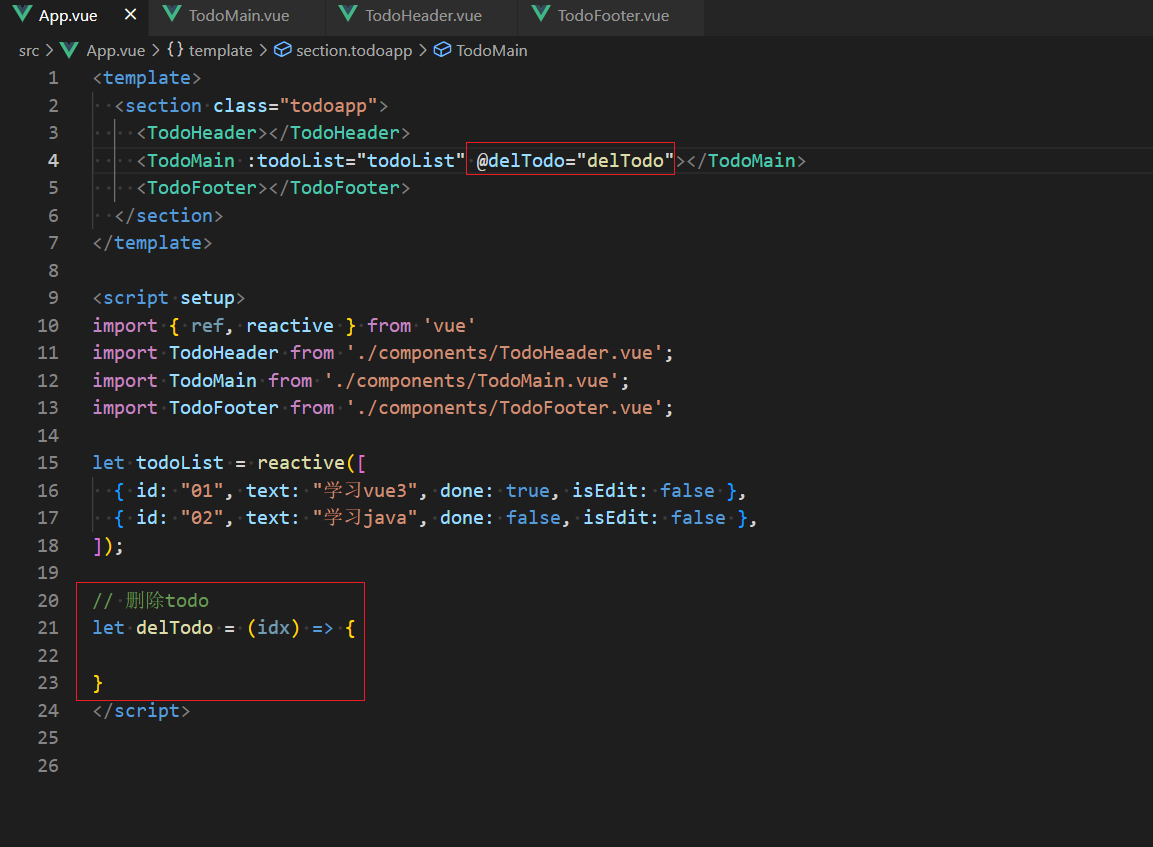 App.vue TodoMain.vue TodoHeader.vue TodoFooter.vue
src > App.vue > {} template > section.todoapp > TodoMain
1 <template>
2 <section class="todoapp">
3 <TodoHeader></TodoHeader>
4 <TodoMain :todoList="todoList" @delTodo="delTodo"></TodoMain>
5 <TodoFooter></TodoFooter>
6 </section>
7 </template>
8
9 <script setup>
10 import { ref, reactive } from 'vue'
11 import TodoHeader from './components/TodoHeader.vue';
12 import TodoMain from './components/TodoMain.vue';
13 import TodoFooter from './components/TodoFooter.vue';
14
15 let todoList = reactive([
16 { id: "01", text: "学习vue3", done: true, isEdit: false },
17 { id: "02", text: "学习java", done: false, isEdit: false },
18 ]);
19
20 // 删除todo
21 let delTodo = (idx) => {
22
23 }
24 </script>
25
26